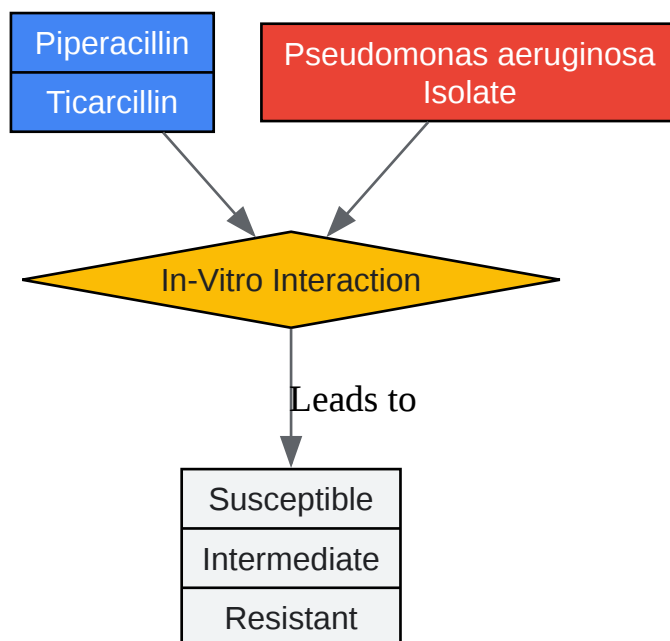 Piperacillin
Ticarcillin
Pseudomonas aeruginosa
Isolate
In-Vitro Interaction
Leads to
Susceptible
Intermediate
Resistant